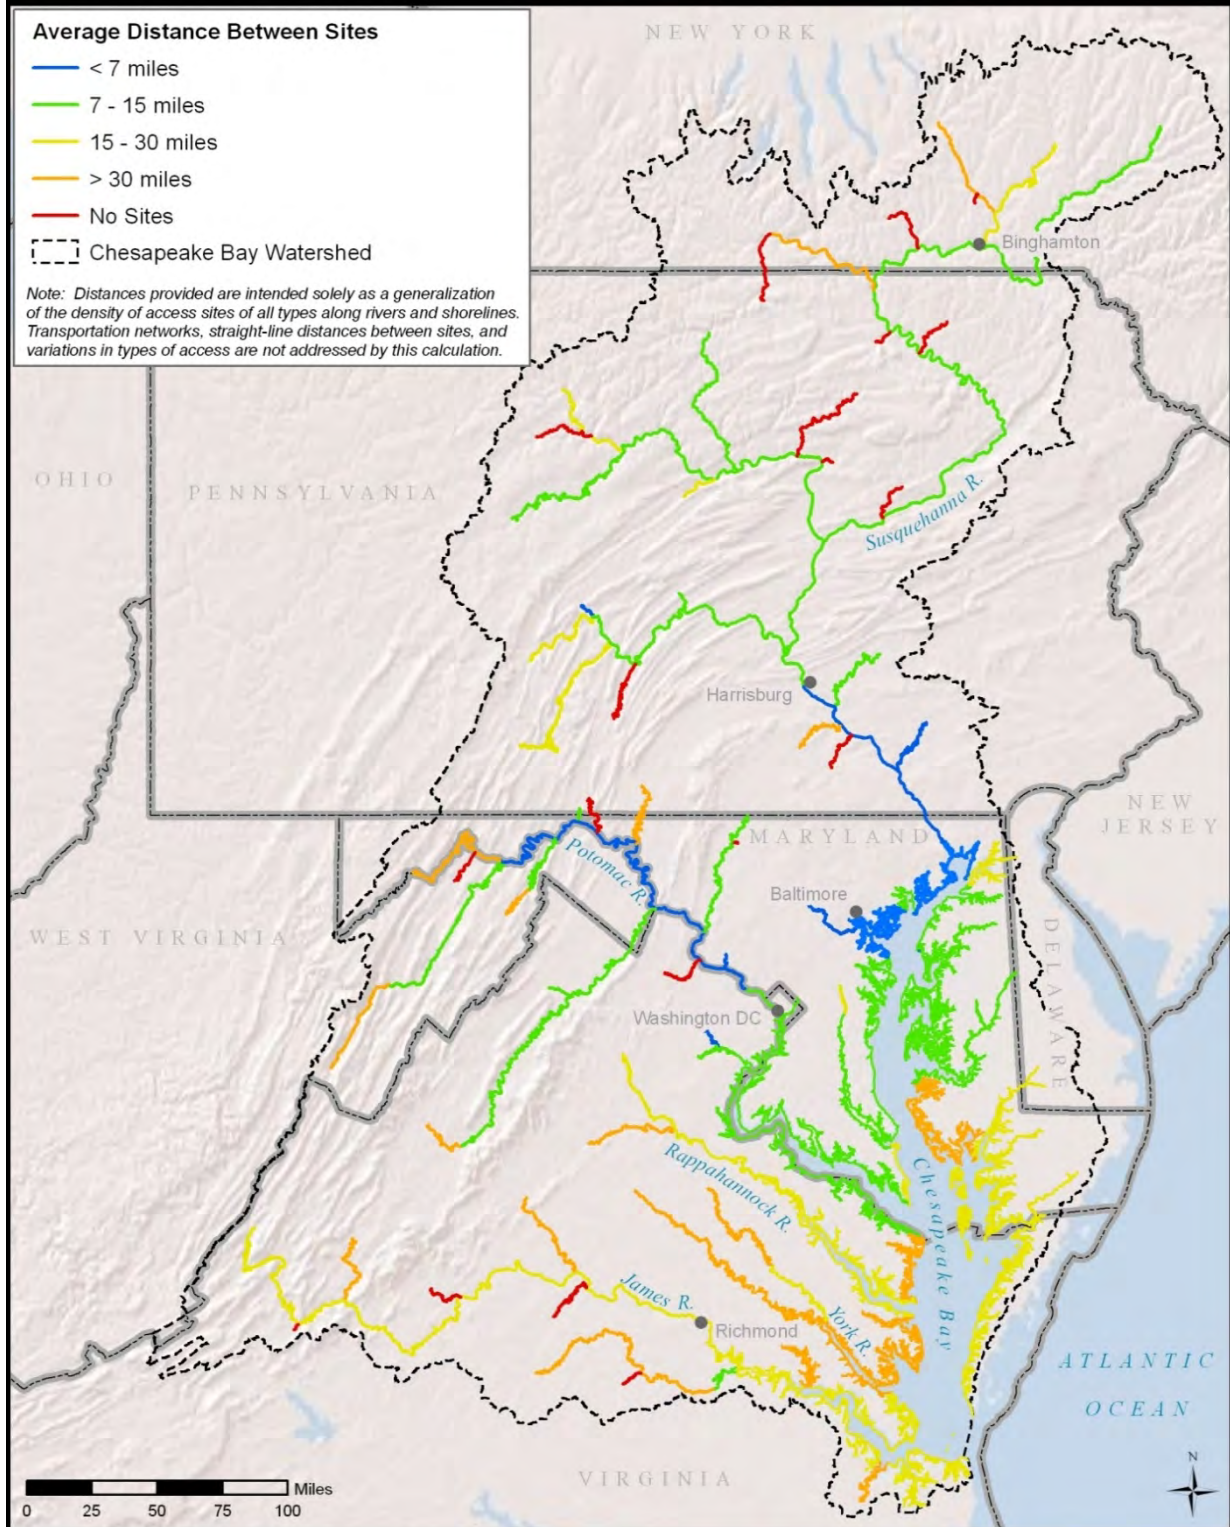 Average Distance Between Sites
< 7 miles
7 - 15 miles
15 - 30 miles
> 30 miles
No Sites
Chesapeake Bay Watershed
Note: Distances provided are intended solely as a generalization
of the density of access sites of all types along rivers and shorelines.
Transportation networks, straight-line distances between sites, and
variations in types of access are not addressed by this calculation.
NEW YORK
Binghamton
OHIO
PENNSYLVANIA
Susquehanna R.
Harrisburg
NEW
JERSEY
MARYLAND
Potomac R.
Baltimore
WEST VIRGINIA
DELAWARE
Washington DC
Rappahannock R.
Chesapeake Bay
James R.
York R.
Richmond
ATLANTIC
OCEAN
VIRGINIA
N
Miles
0 25 50 75 100